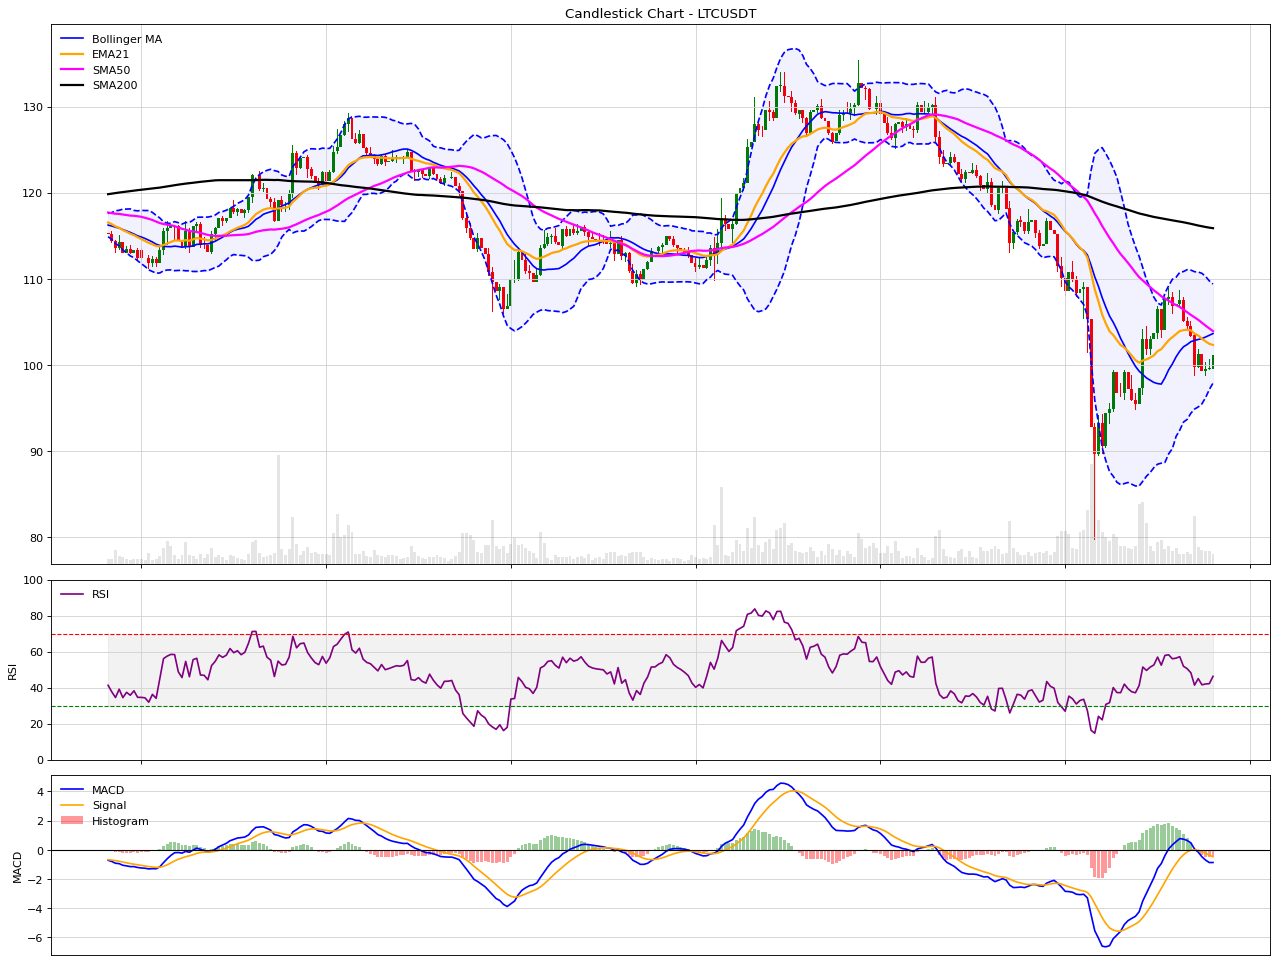 Candlestick Chart - LTCUSDT
Bollinger MA
EMA21
SMA50
SMA200
130
120
110
100
90
80
100
80
60
40
20
0
RSI
RSI
4
2
0
−2
−4
−6
MACD
MACD
Signal
Histogram